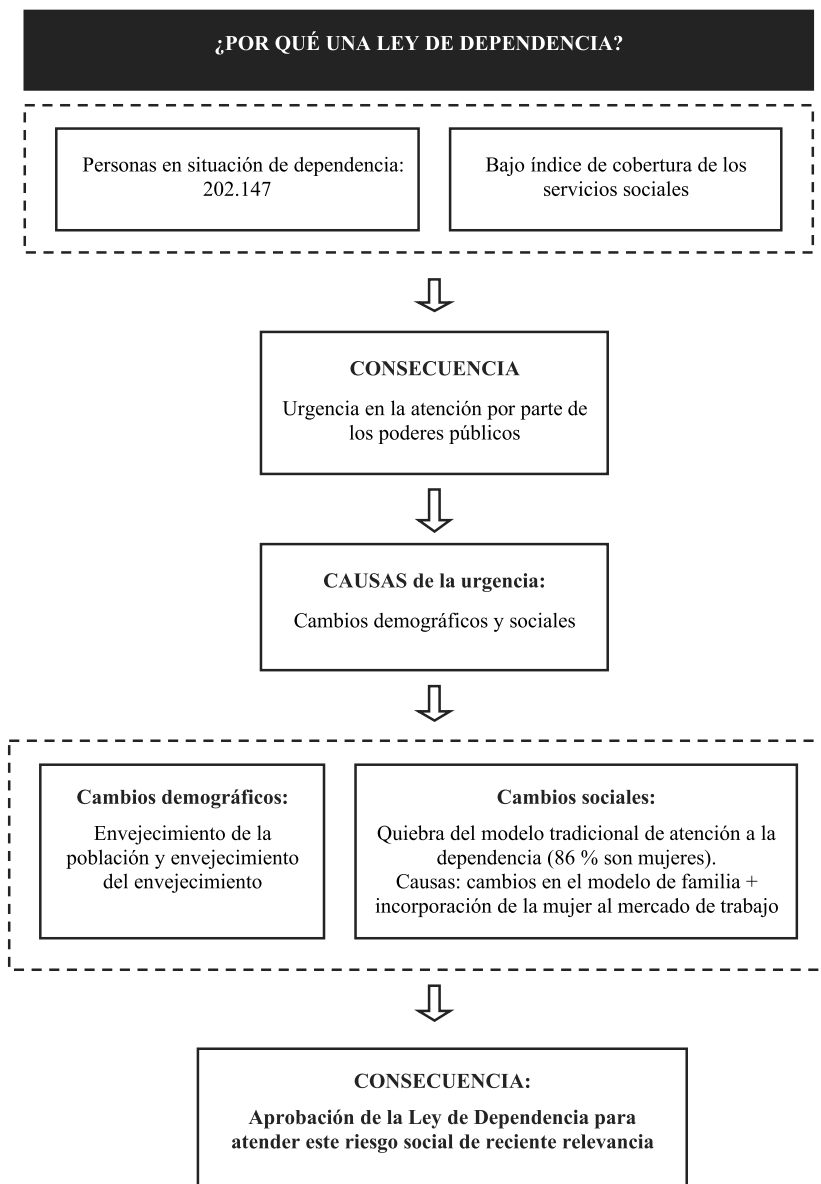 ¿POR QUÉ UNA LEY DE DEPENDENCIA?
Personas en situación de dependencia:
202.147
Bajo índice de cobertura de los
servicios sociales
CONSECUENCIA
Urgencia en la atención por parte de
los poderes públicos
CAUSAS de la urgencia:
Cambios demográficos y sociales
Cambios demográficos:
Envejecimiento de la
población y envejecimiento
del envejecimiento
Cambios sociales:
Quiebra del modelo tradicional de atención a la
dependencia (86 % son mujeres).
Causas: cambios en el modelo de familia +
incorporación de la mujer al mercado de trabajo
CONSECUENCIA:
Aprobación de la Ley de Dependencia para
atender este riesgo social de reciente relevancia